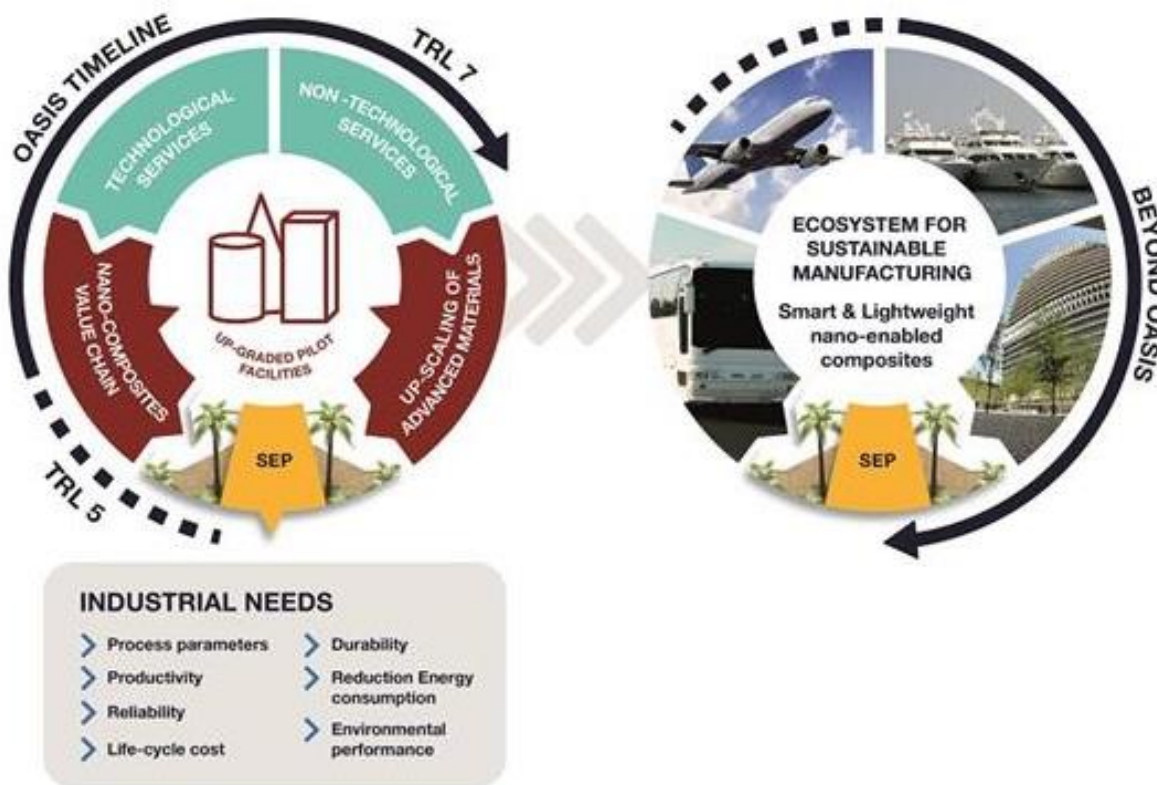 OASIS TIMELINE
TRL 7
TECHNOLOGICAL
SERVICES
NON -TECHNOLOGICAL
SERVICES
NANO-COMPOSITES
VALUE CHAIN
UP-GRADED PILOT
FACILITIES
UP-SCALING OF
ADVANCED MATERIALS
SEP
TRL 5
ECOSYSTEM FOR
SUSTAINABLE
MANUFACTURING
Smart & Lightweight
nano-enabled
composites
SEP
BEYOND OASIS
INDUSTRIAL NEEDS
Process parameters
Productivity
Reliability
Life-cycle cost
Durability
Reduction Energy
consumption
Environmental
performance